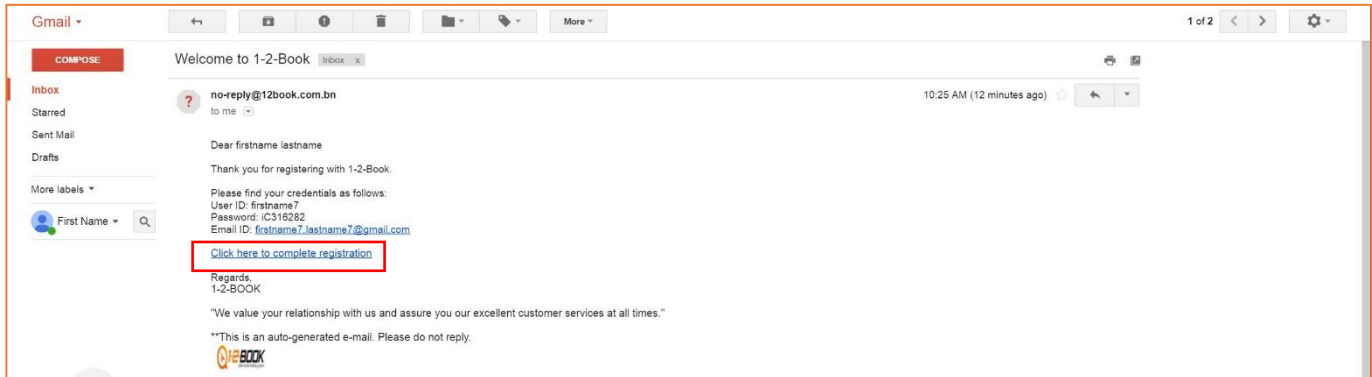 Gmail
More
1 of 2
COMPOSE
Welcome to 1-2-Book Inbox x
Inbox
no-reply@12book.com.bn
10:25 AM (12 minutes ago)
to me
Starred
Sent Mail
Drafts
More labels
First Name
Dear firstname lastname
Thank you for registering with 1-2-Book.
Please find your credentials as follows:
User ID: firstname7
Password: iC316282
Email ID: firstname7.lastname7@gmail.com
Click here to complete registration
Regards,
1-2-BOOK
"We value your relationship with us and assure you our excellent customer services at all times."
**This is an auto-generated e-mail. Please do not reply.
1-2-BOOK